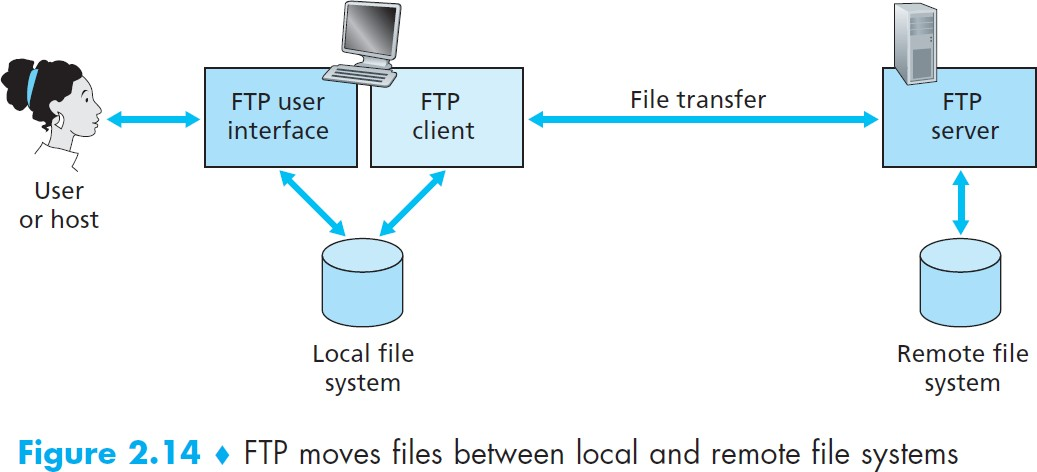 FTP user
interface
FTP
client
File transfer
FTP
server
User
or host
Local file
system
Remote file
system
Figure 2.14 ♦ FTP moves files between local and remote file systems